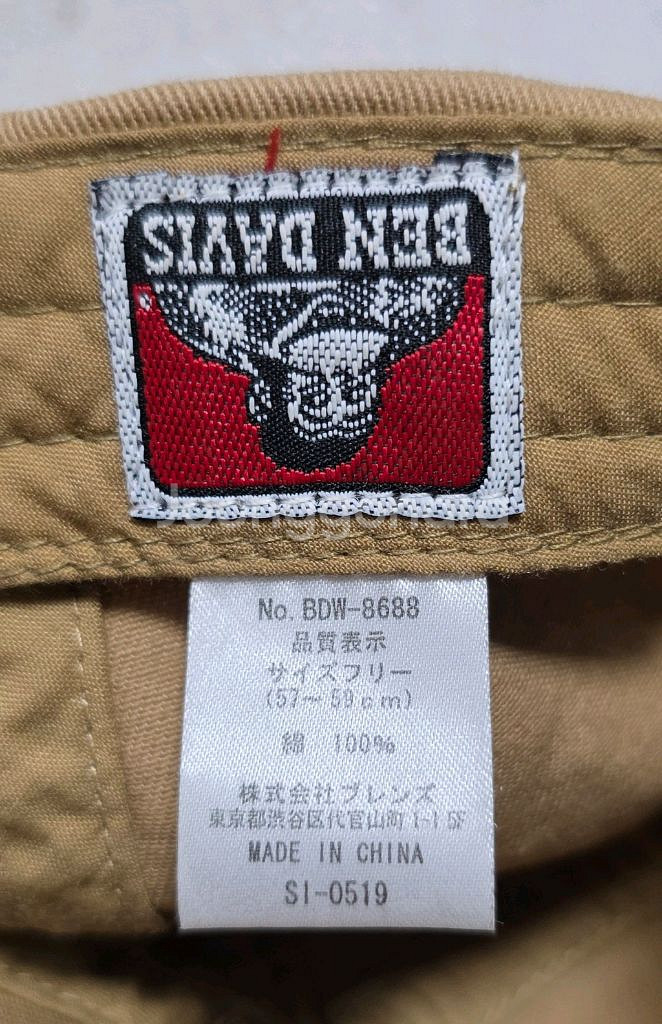 BEN DAVIS
No. BDW-8688
品質表示
サイズフリー
(57~59cm)
綿 100%
株式会社ブレンズ
東京都渋谷区代官山町1-1 5F
MADE IN CHINA
SI-0519